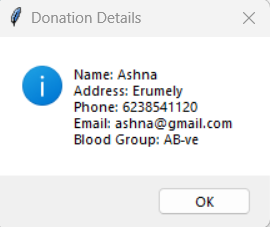 Donation Details
Name: Ashna
Address: Erumely
Phone: 6238541120
Email: ashna@gmail.com
Blood Group: AB-ve
OK